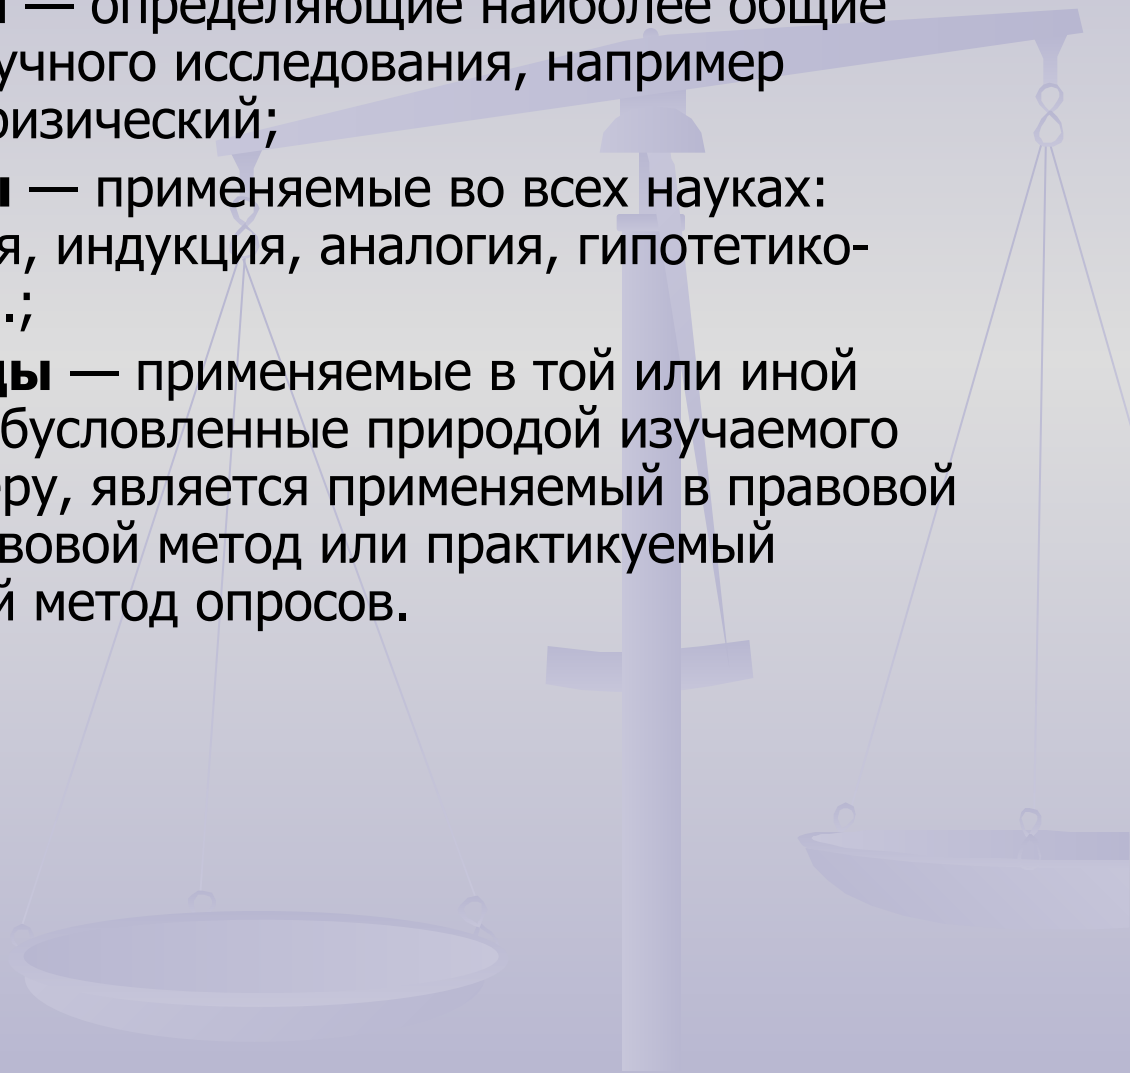 — определяющие наиболее общие
учного исследования, например
физический;
— применяемые во всех науках:
я, индукция, аналогия, гипотетико-
.;
ды — применяемые в той или иной
бусловленные природой изучаемого
еру, является применяемый в правовой
вовой метод или практикуемый
й метод опросов.